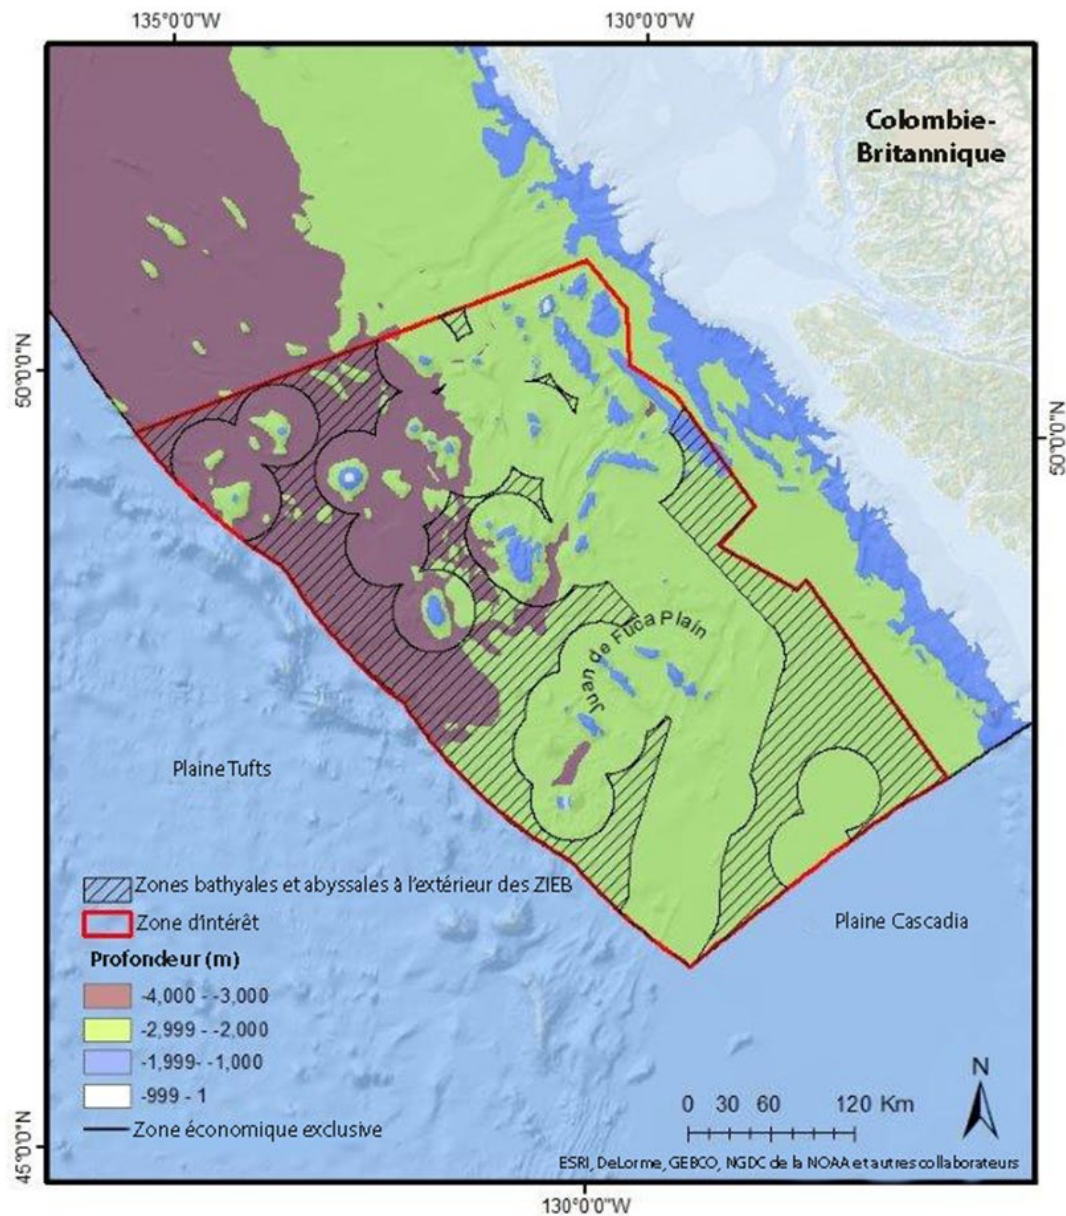 135°0'0"W
130°0'0"W
Colombie-
Britannique
50°0'0"N
50°0'0"N
Juan de Fuca Plain
Plaine Tufts
Plaine Cascadia
Zones bathyales et abyssales à l'extérieur des ZIEB
Zone d'intérêt
Profondeur (m)
-4,000 - -3,000
-2,999 - -2,000
-1,999- -1,000
-999 - 1
Zone économique exclusive
N
0 30 60 120 Km
ESRI, DeLorme, GEBCO, NGDC de la NOAA et autres collaborateurs
45°0'0"N
130°0'0"W